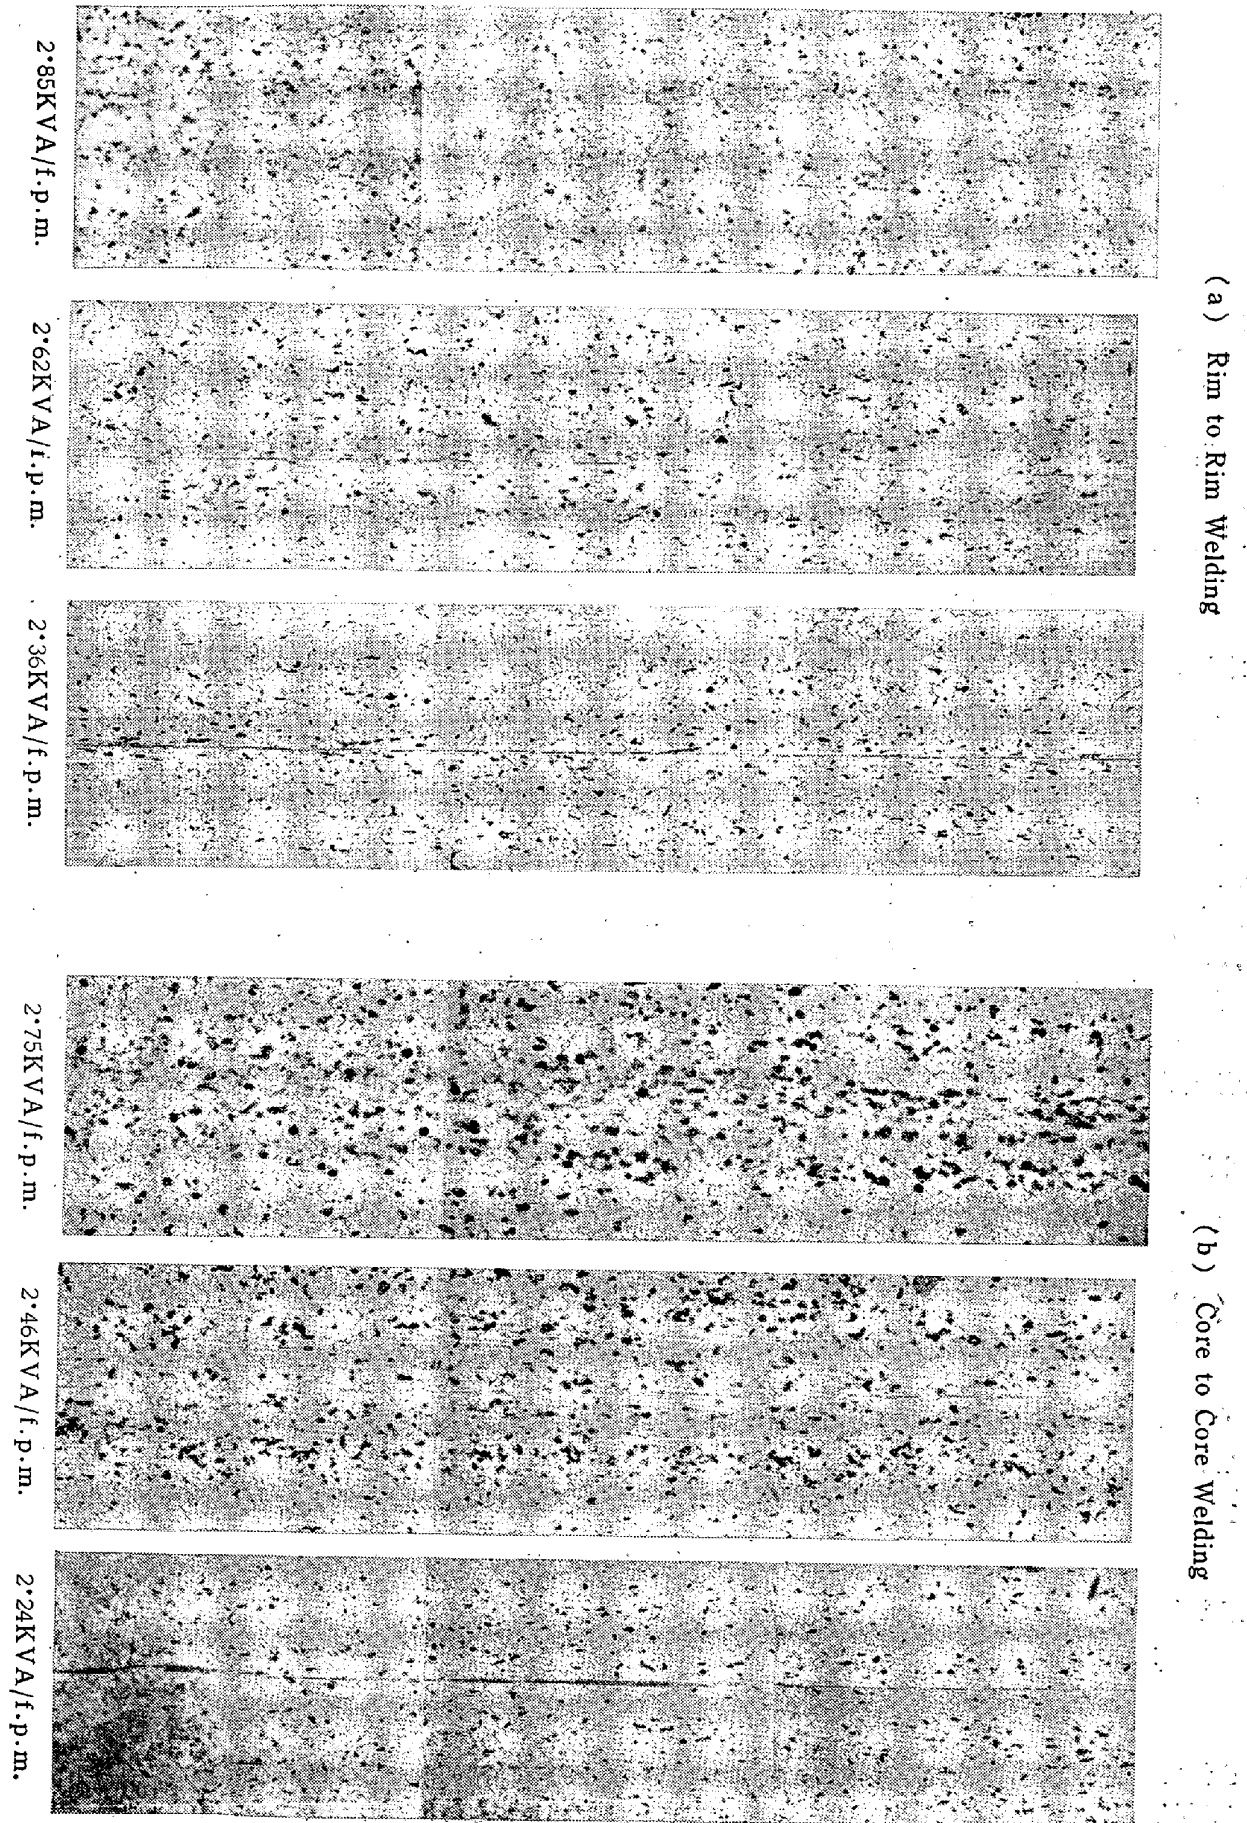 (a) Rim to Rim Welding
2·85KVA/f.p.m.
2·62KVA/f.p.m.
2·36KVA/f.p.m.
(b) Core to Core Welding
2·75KVA/f.p.m.
2·46KVA/f.p.m.
2·24KVA/f.p.m.